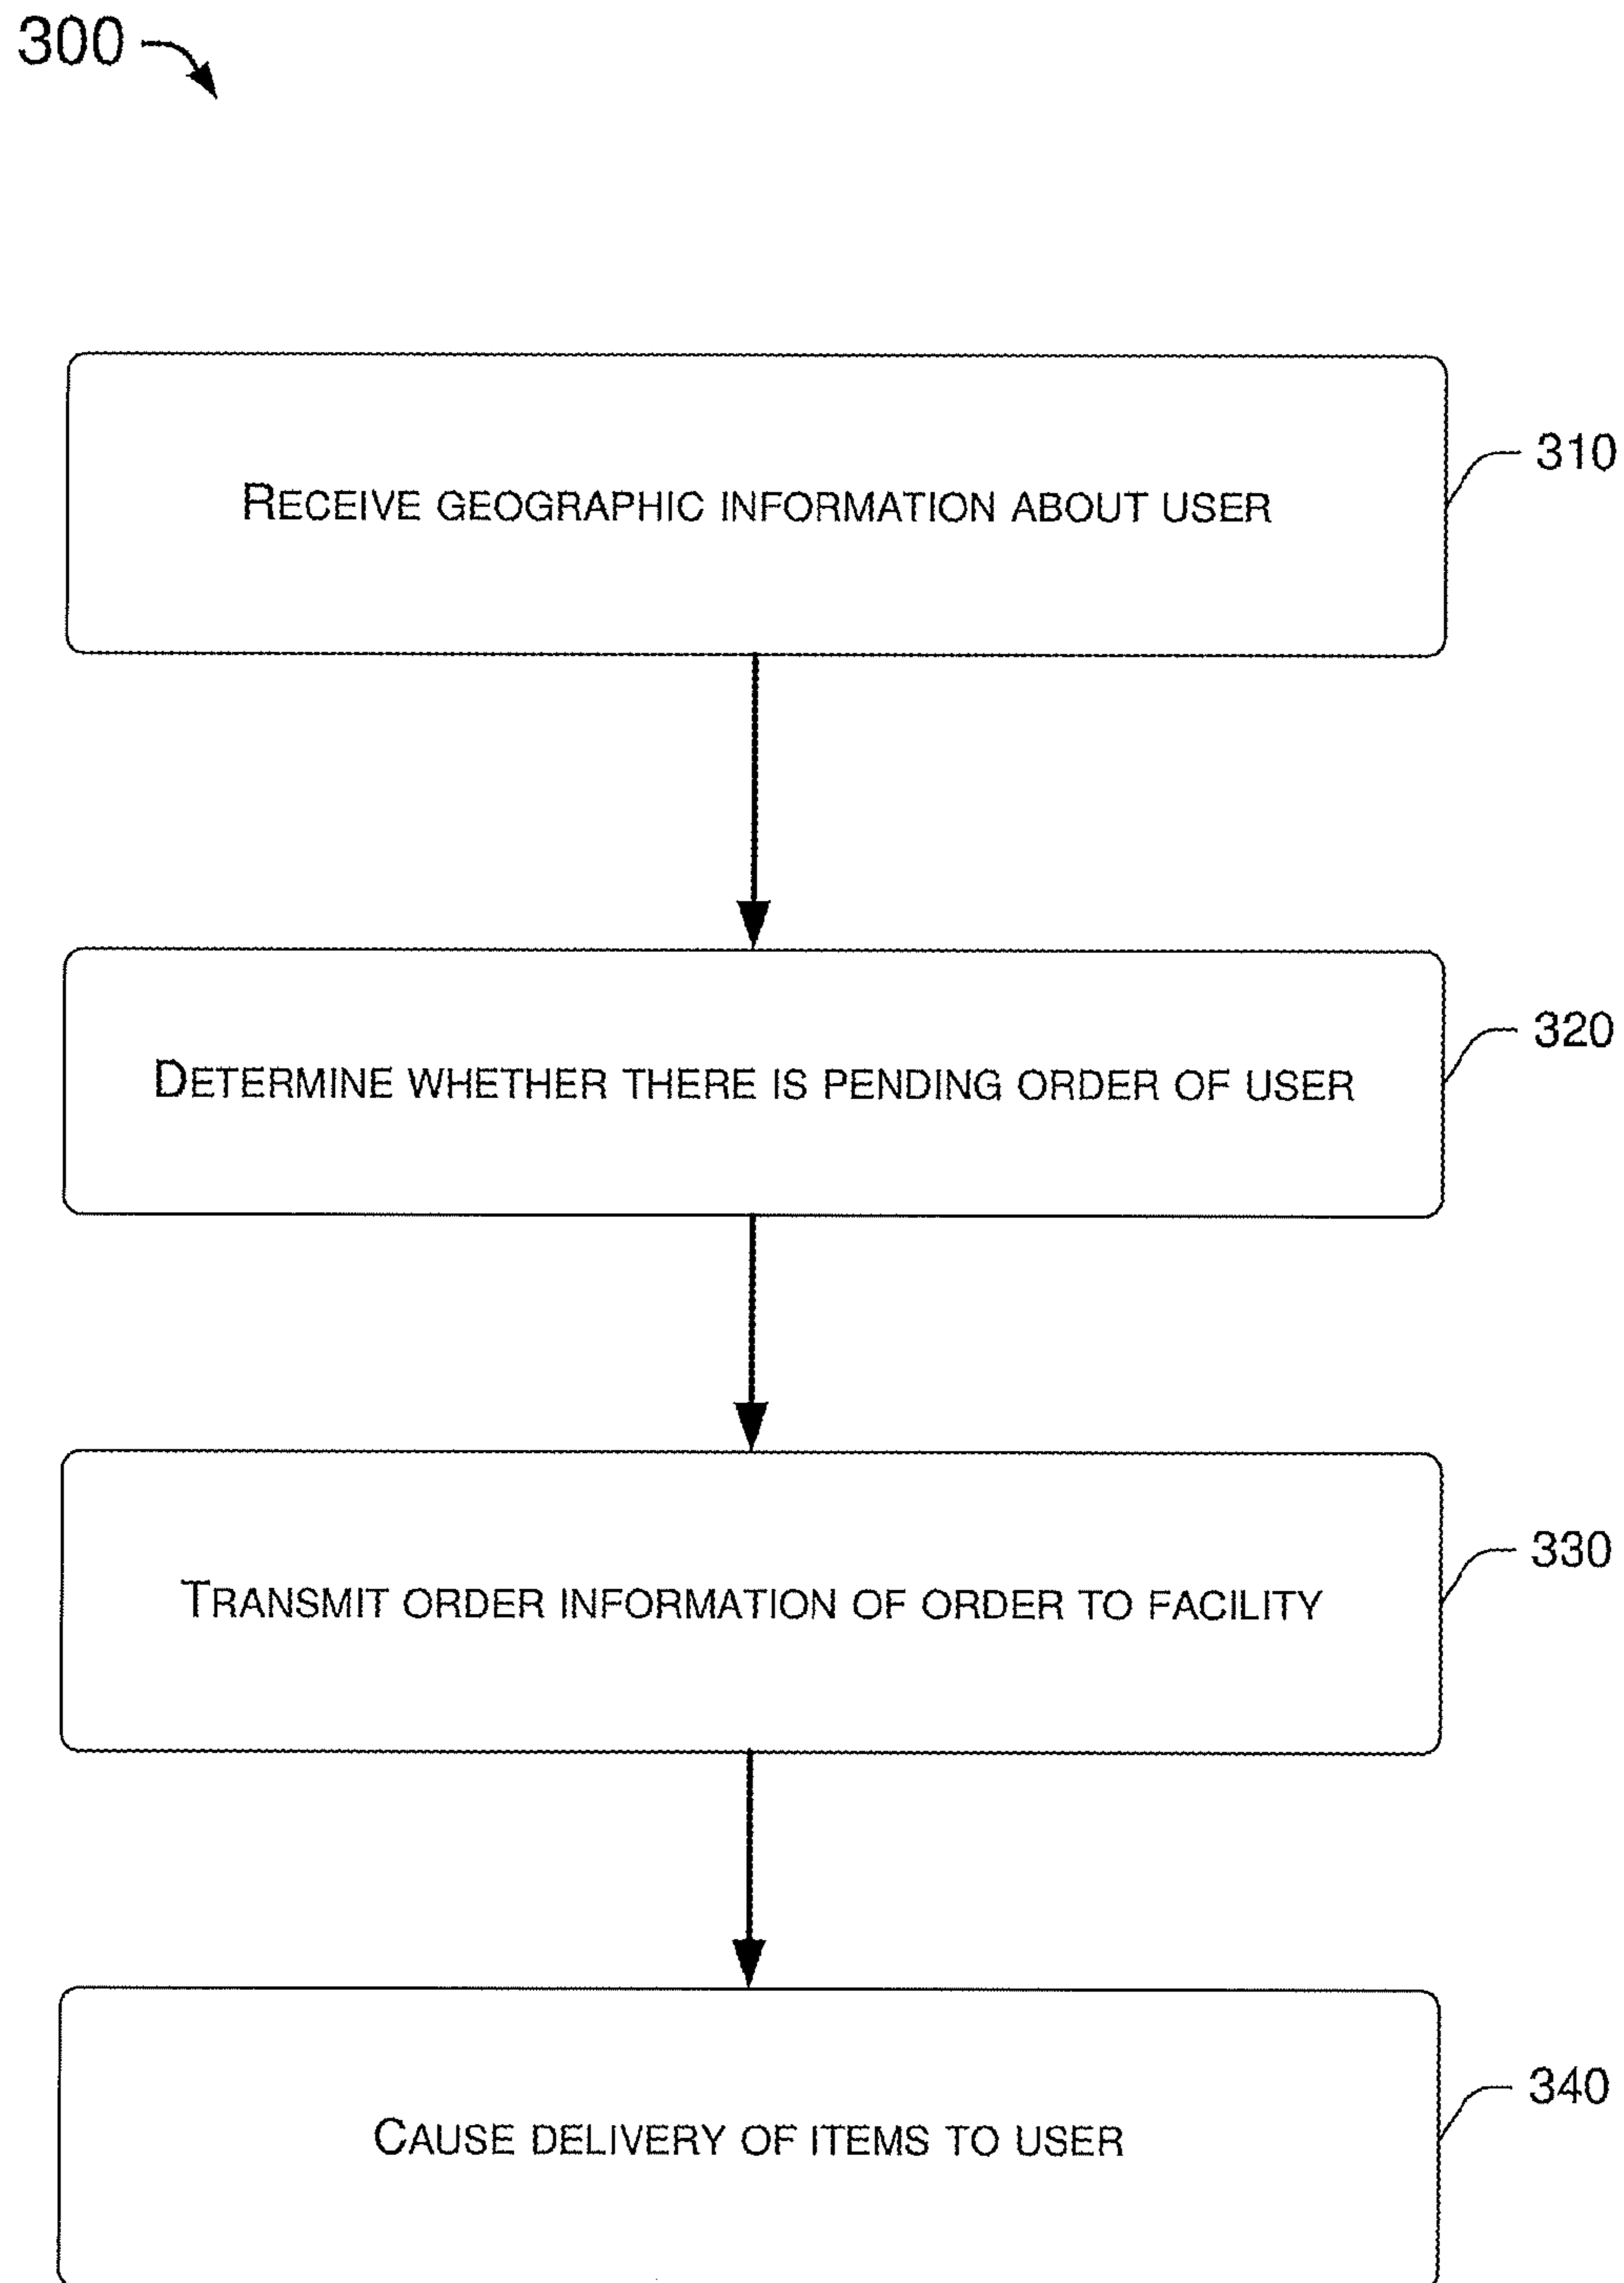 300
RECEIVE GEOGRAPHIC INFORMATION ABOUT USER
310
DETERMINE WHETHER THERE IS PENDING ORDER OF USER
320
TRANSMIT ORDER INFORMATION OF ORDER TO FACILITY
330
CAUSE DELIVERY OF ITEMS TO USER
340